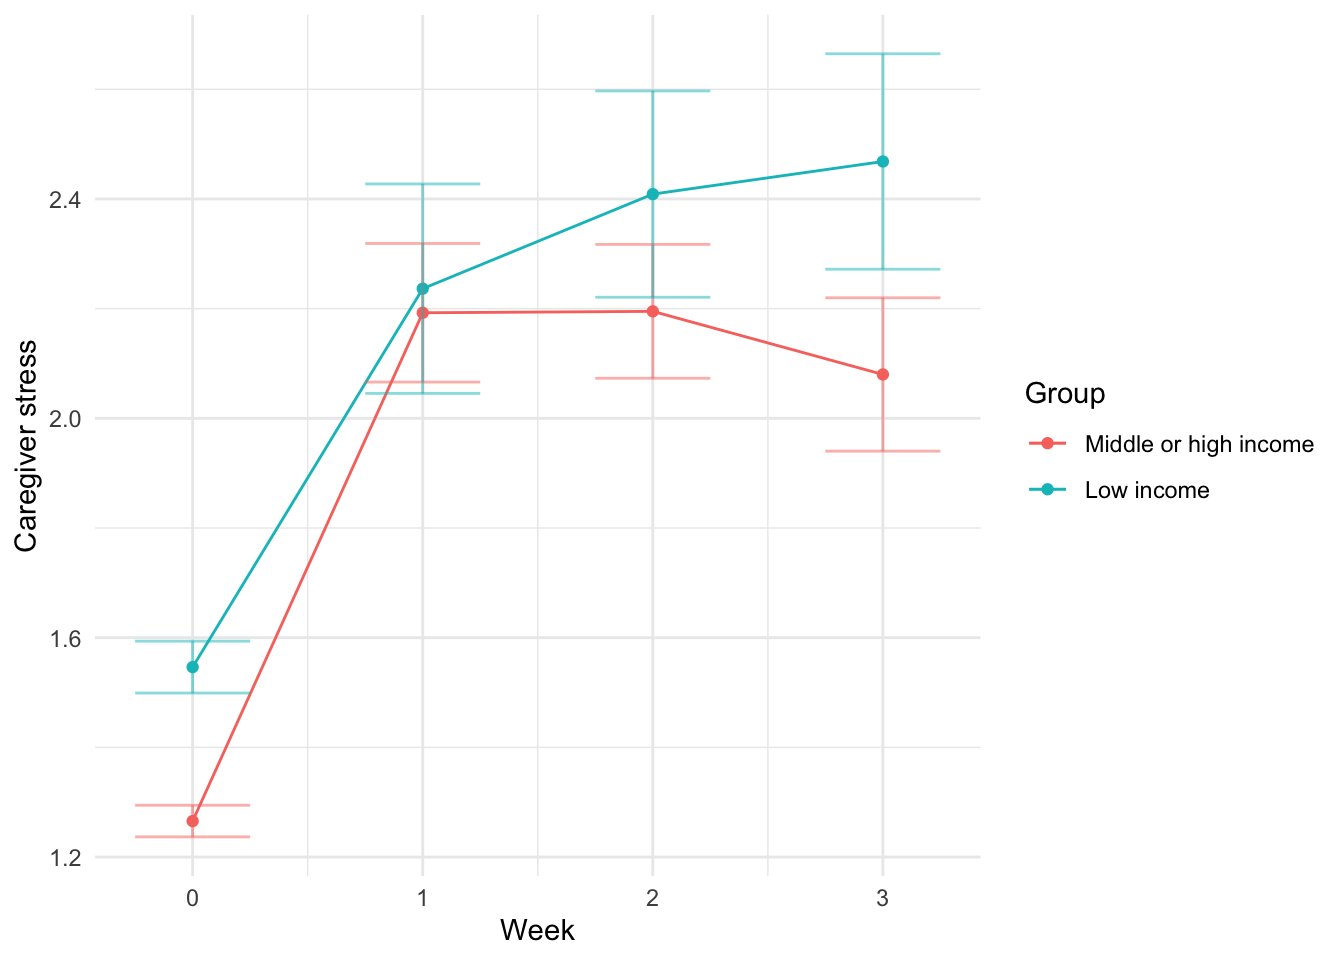 Caregiver stress
2.4
2.0
1.6
1.2
0 1 2 3
Week
Group
Middle or high income
Low income